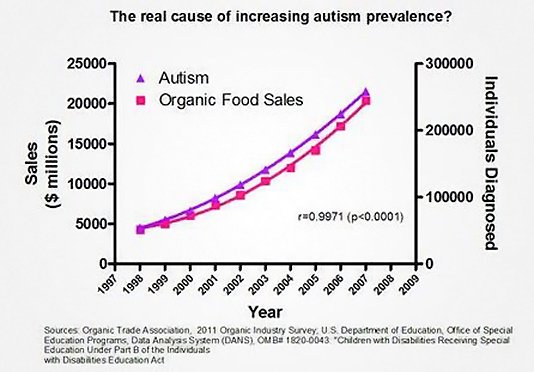 The real cause of increasing autism prevalence?
Autism
Organic Food Sales
25000
20000
15000
10000
5000
0
Sales
($ millions)
300000
200000
100000
0
Individuals Diagnosed
r=0.9971 (p<0.0001)
1997
1998
1999
2000
2001
2002
2003
2004
2005
2006
2007
2008
2009
Year
Sources: Organic Trade Association, 2011 Organic Industry Survey; U.S. Department of Education, Office of Special
Education Programs, Data Analysis System (DANS), OMB# 1820-0043: "Children with Disabilities Receiving Special
Education Under Part B of the Individuals
with Disabilities Education Act